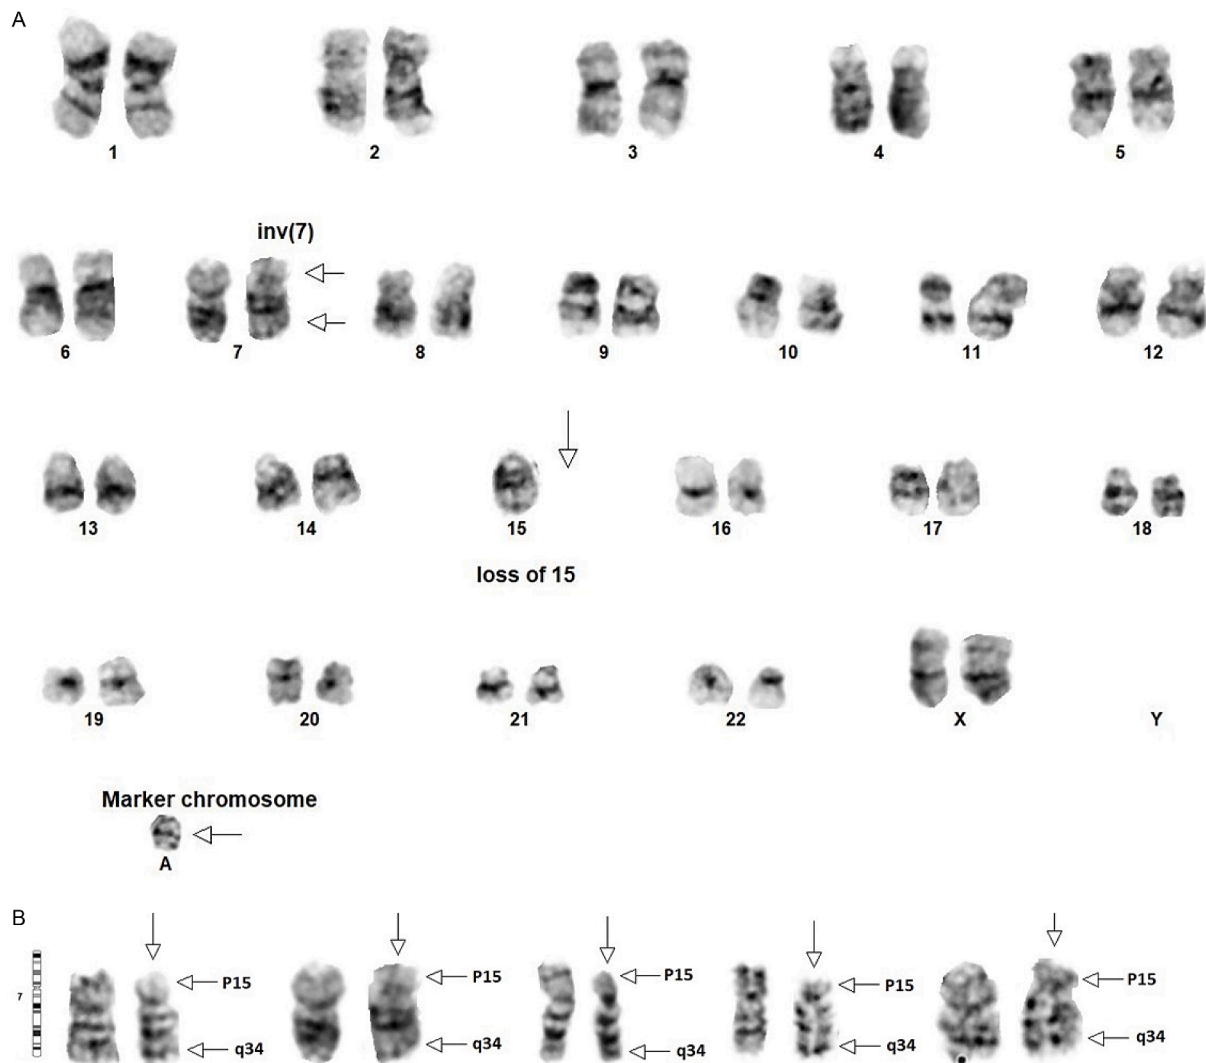 A
1 2 3 4 5
inv(7)
6 7 8 9 10 11 12
13 14 15 16 17 18
loss of 15
19 20 21 22 X Y
Marker chromosome
A
B
7
P15 P15 P15 P15 P15
q34 q34 q34 q34 q34